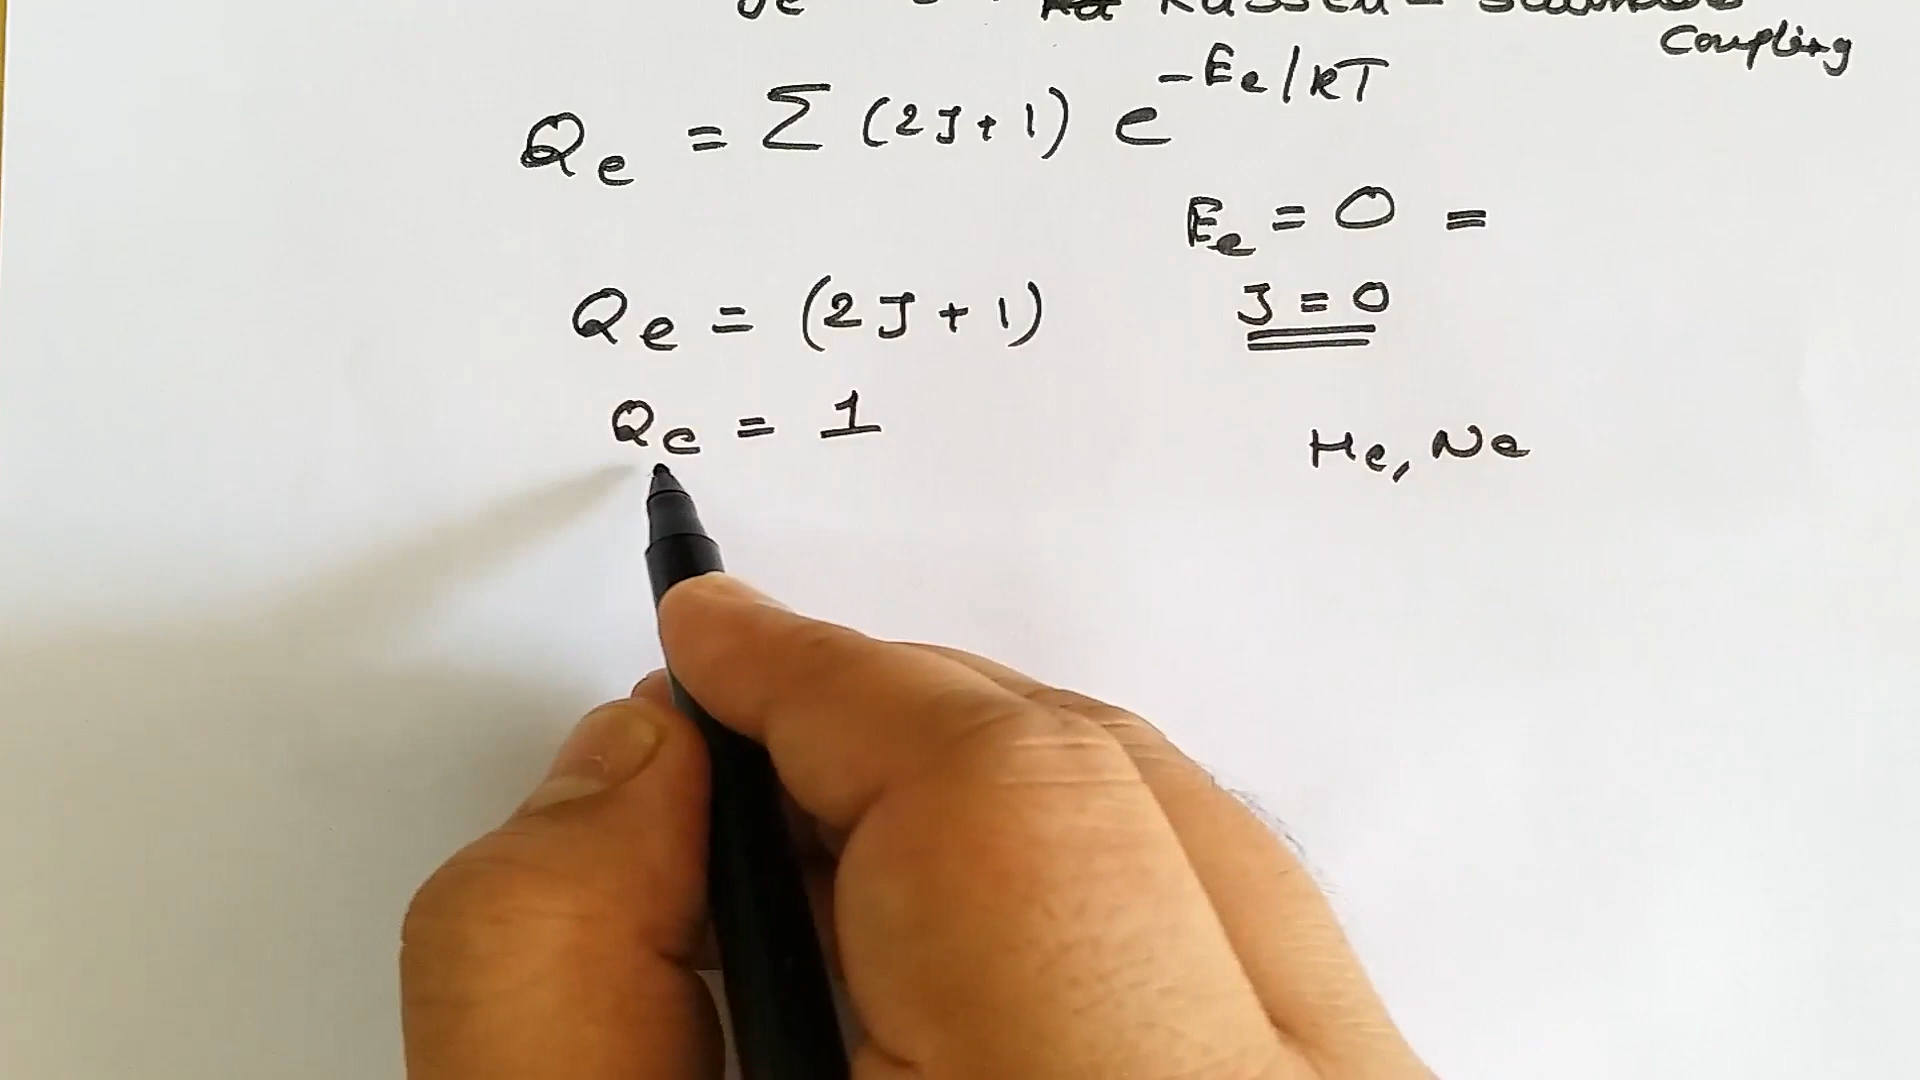 Coupling
Qe = Σ (2J+1) e^-Ee/kT
Ee = 0 =
Qe = (2J + 1)
J = 0
Qe = 1
He, Ne